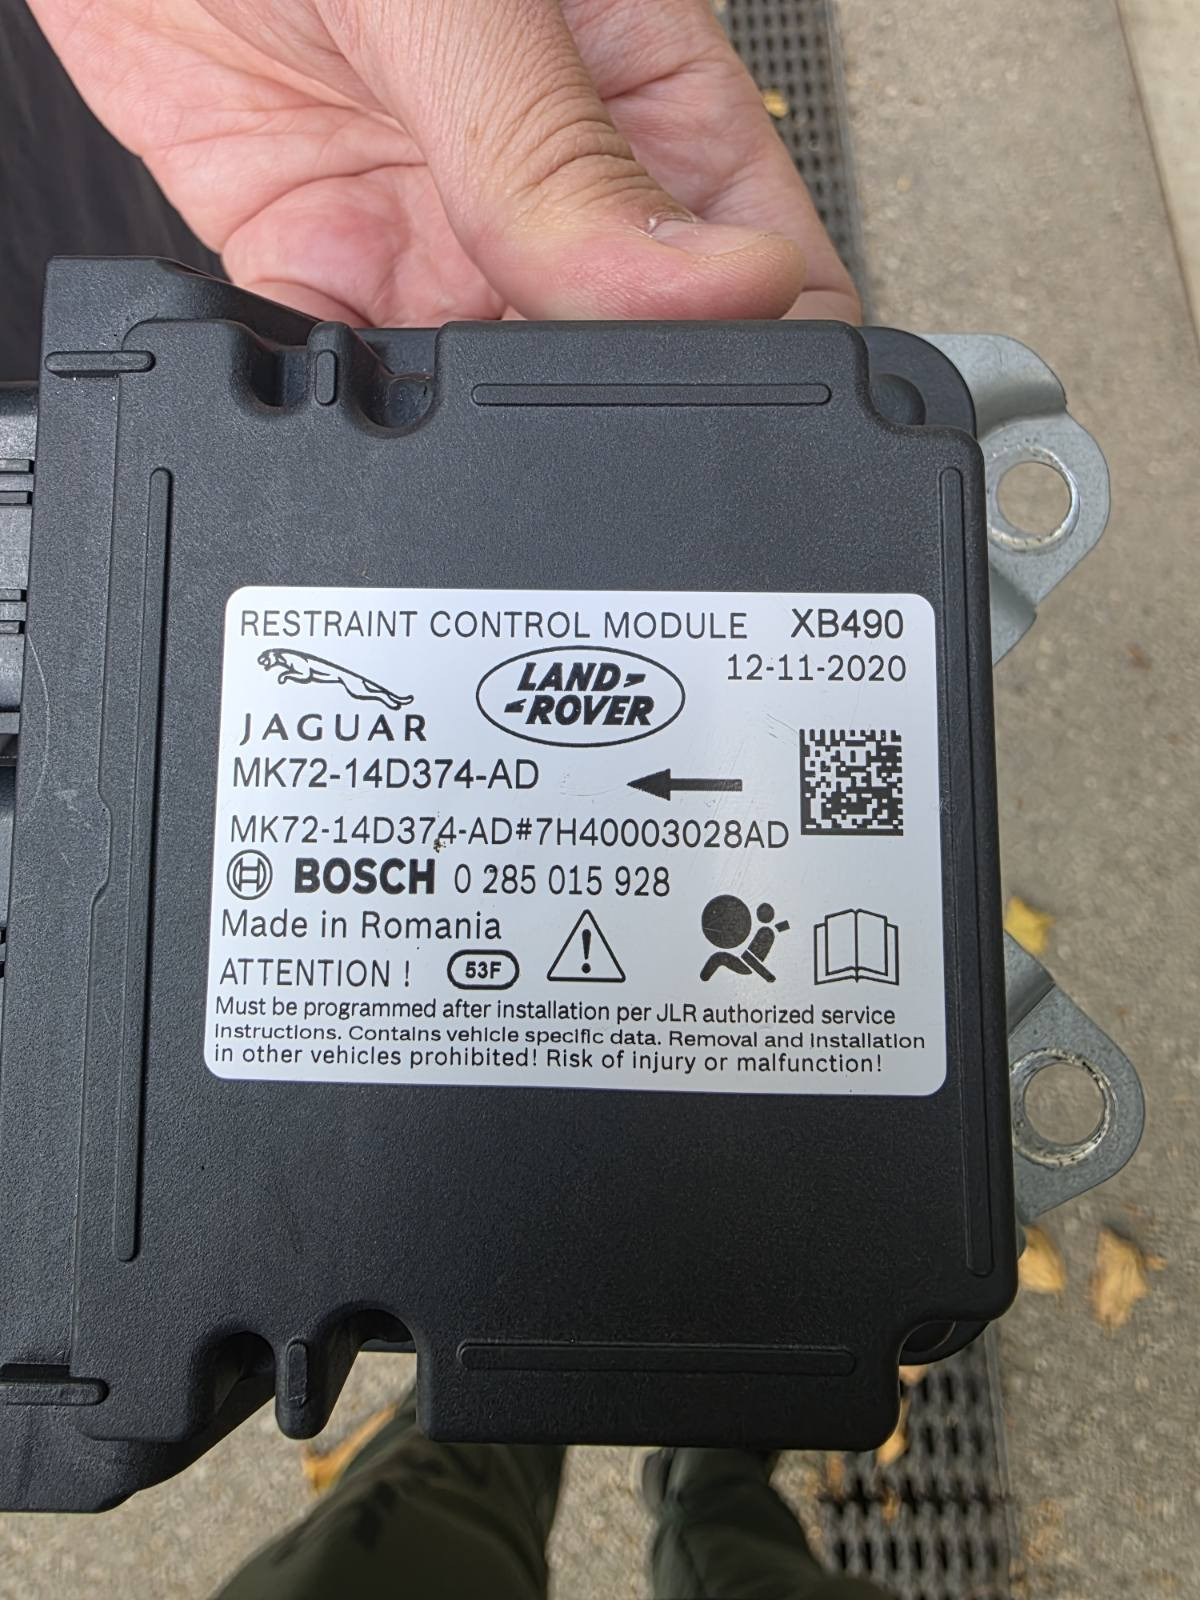 RESTRAINT CONTROL MODULE XB490
12-11-2020
JAGUAR
LAND-
-ROVER
MK72-14D374-AD
MK72-14D374-AD#7H40003028AD
BOSCH 0 285 015 928
Made in Romania
ATTENTION ! 53F
Must be programmed after installation per JLR authorized service
instructions. Contains vehicle specific data. Removal and installation
in other vehicles prohibited! Risk of injury or malfunction!